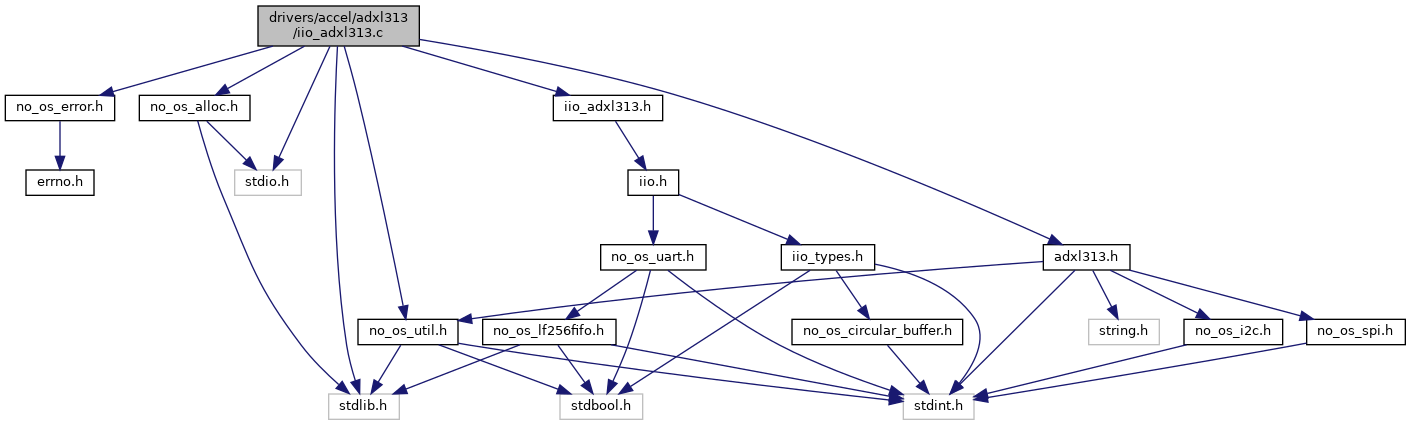 drivers/accel/adxl313
/iio_adxl313.c
no_os_error.h
no_os_alloc.h
iio_adxl313.h
errno.h
stdio.h
iio.h
no_os_uart.h
iio_types.h
adxl313.h
no_os_util.h
no_os_lf256fifo.h
no_os_circular_buffer.h
string.h
no_os_i2c.h
no_os_spi.h
stdlib.h
stdbool.h
stdint.h